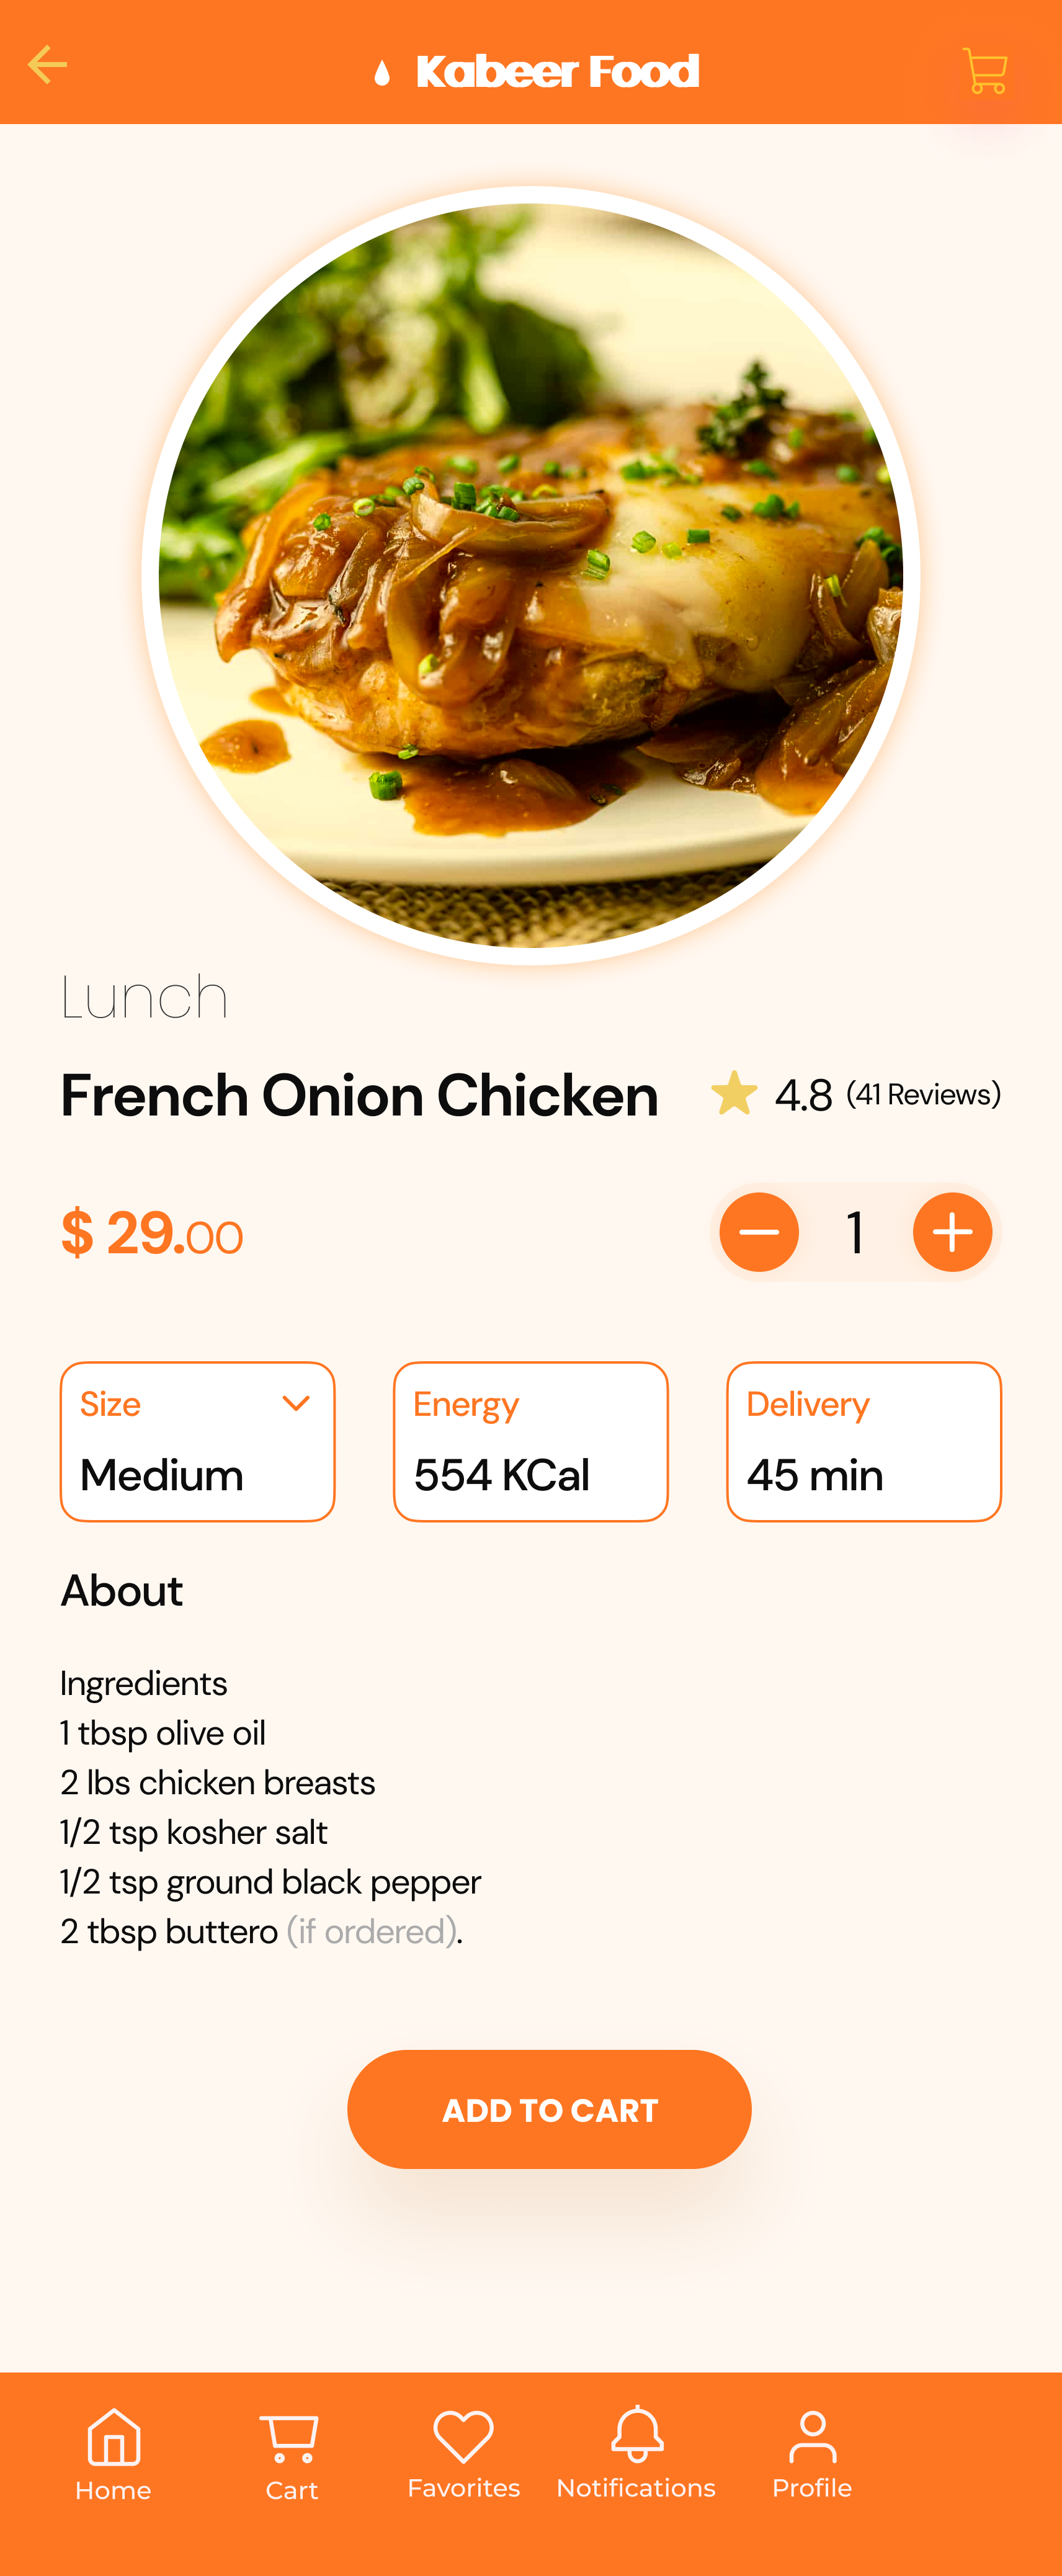 Kabeer Food
Lunch
French Onion Chicken
4.8 (41 Reviews)
$ 29.00
1
Size
Medium
Energy
554 KCal
Delivery
45 min
About
Ingredients
1 tbsp olive oil
2 lbs chicken breasts
1/2 tsp kosher salt
1/2 tsp ground black pepper
2 tbsp buttero (if ordered).
ADD TO CART
Home
Cart
Favorites
Notifications
Profile